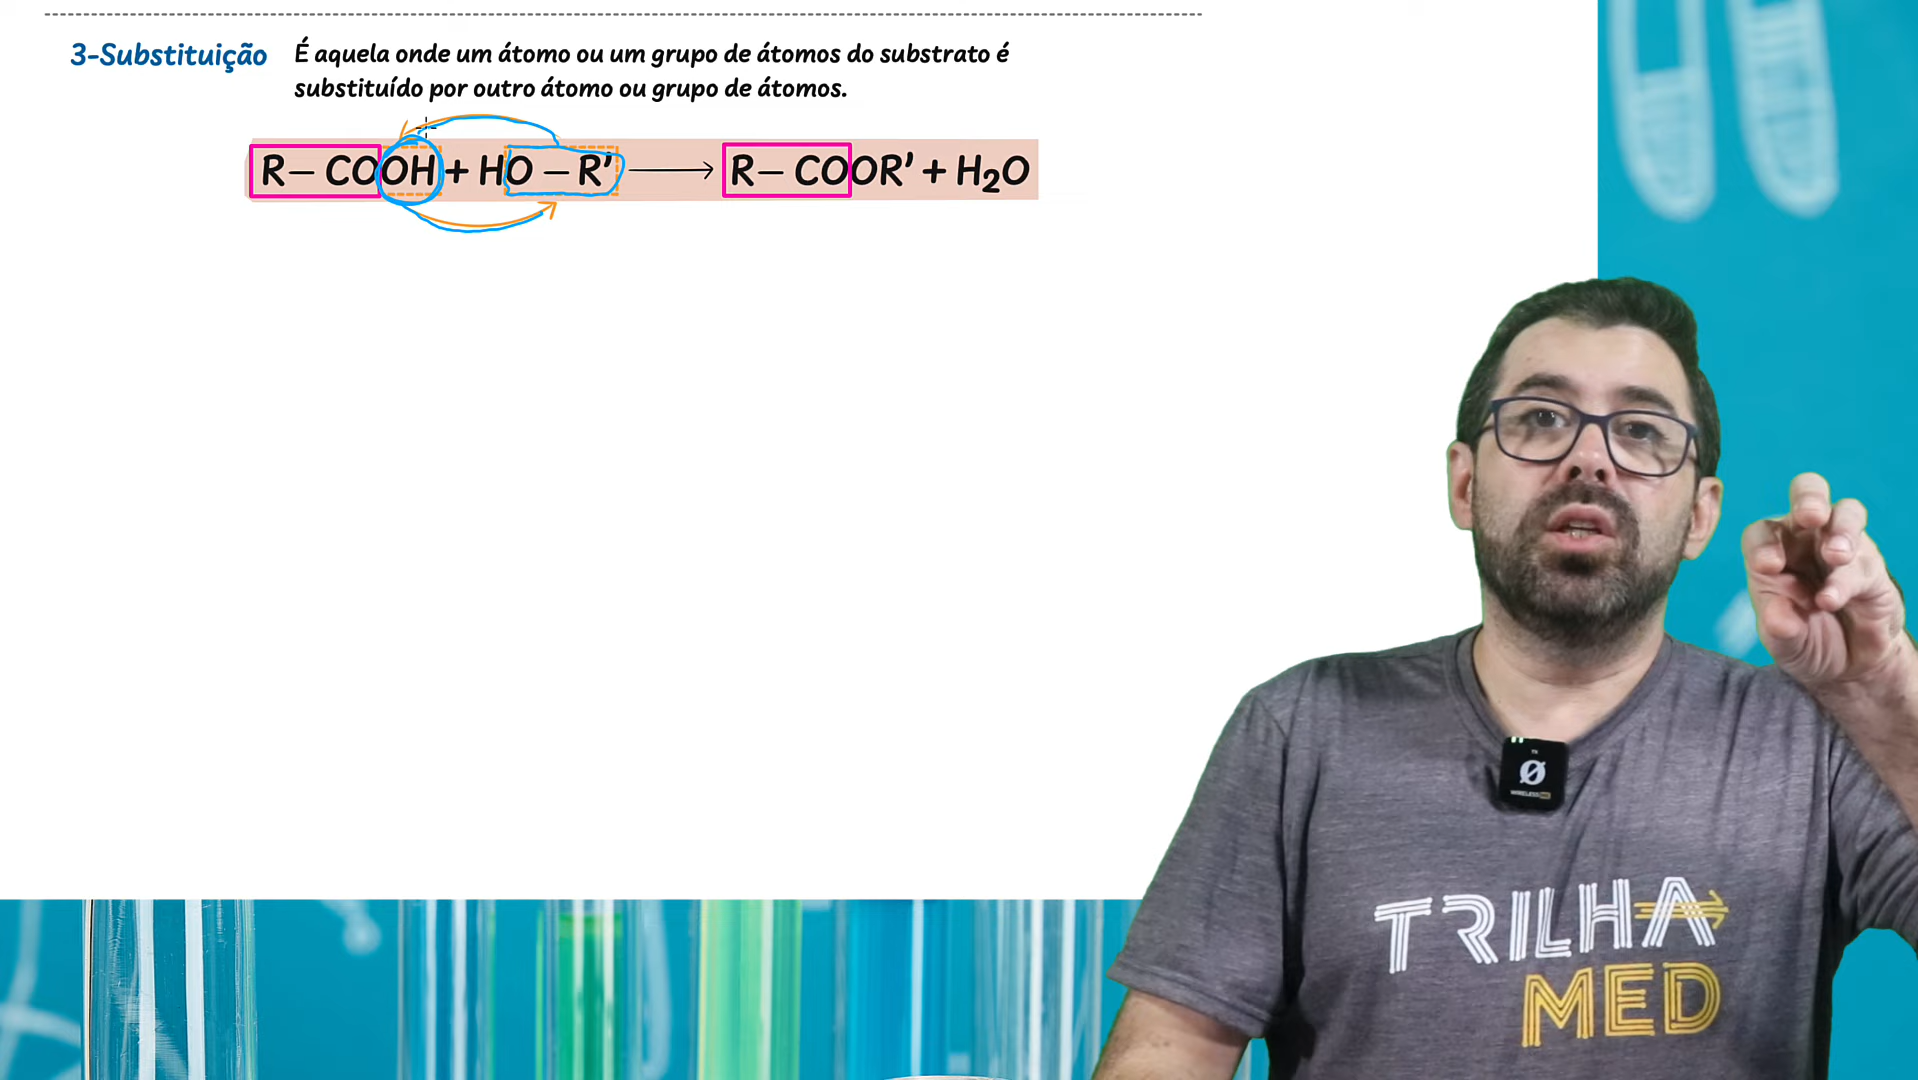 3-Substituição É aquela onde um átomo ou um grupo de átomos do substrato é
substituído por outro átomo ou grupo de átomos.
R– COOH + HO – R' ⟶ R– COOR' + H₂O
TRILHA
MED